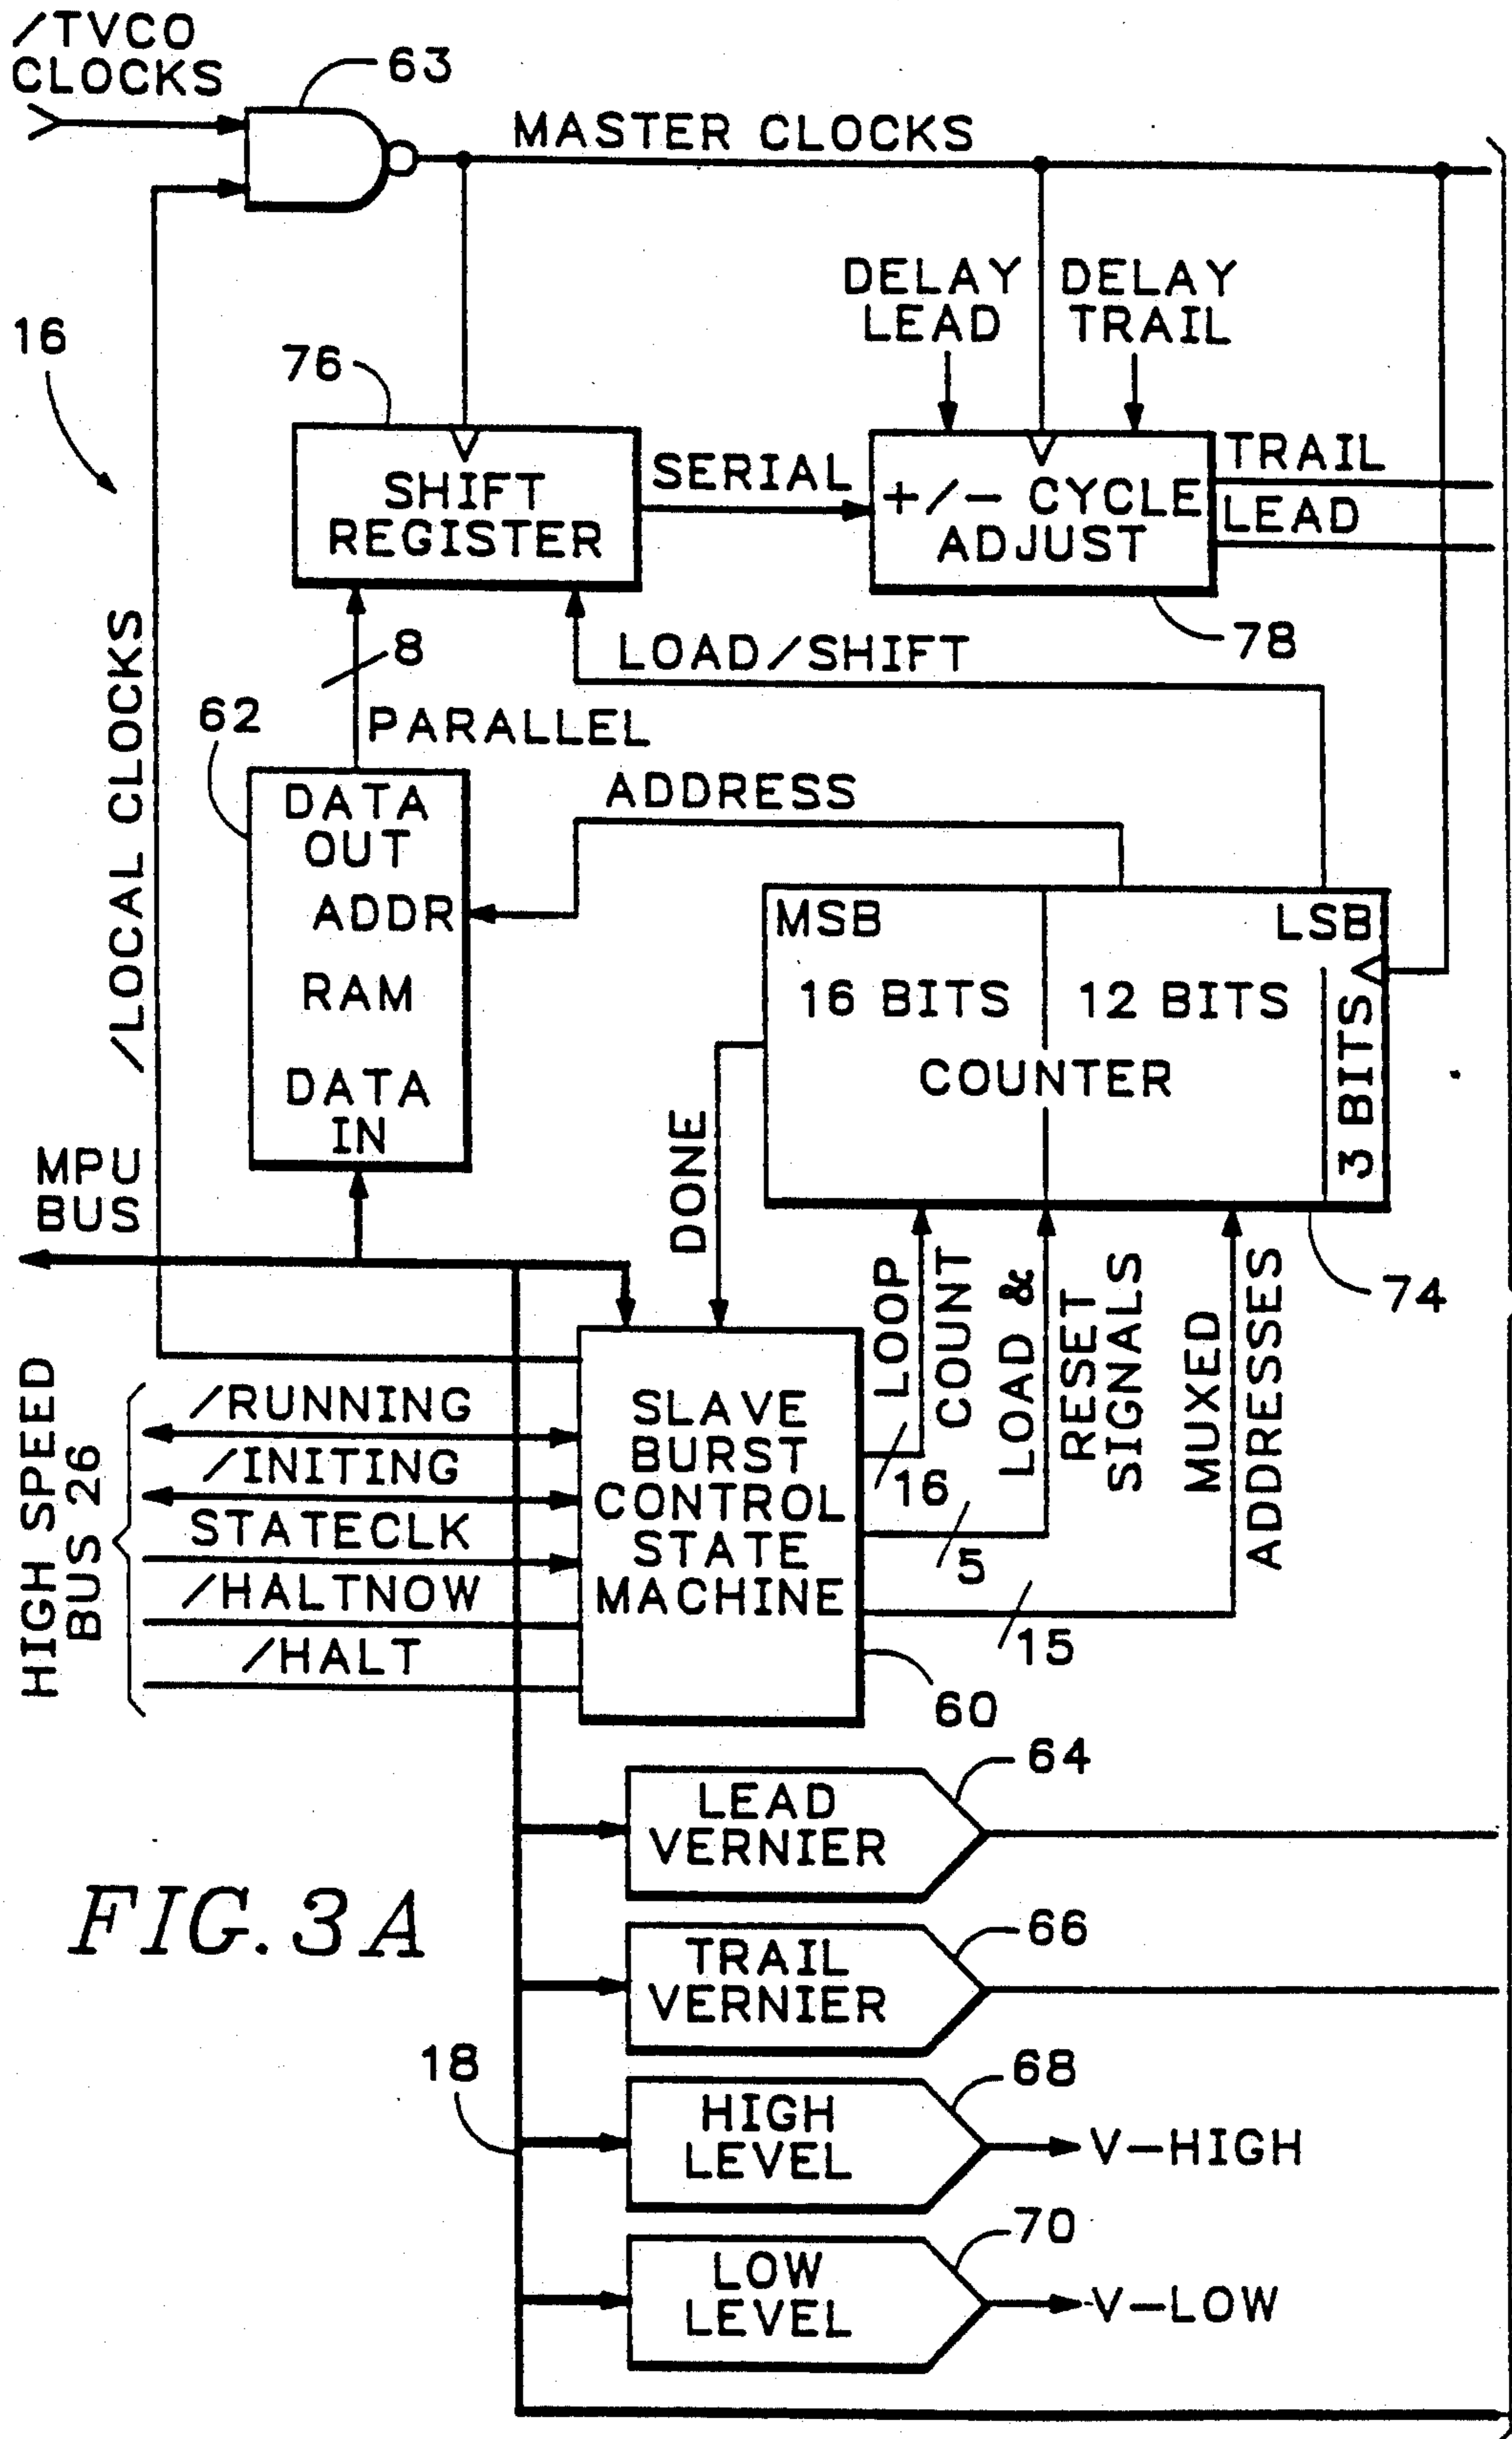 /TVCO
CLOCKS
63
MASTER CLOCKS
16
DELAY
LEAD
DELAY
TRAIL
76
SHIFT
REGISTER
SERIAL
+/- CYCLE
ADJUST
TRAIL
LEAD
78
8
PARALLEL
LOAD/SHIFT
/LOCAL CLOCKS
62
DATA
OUT
ADDR
RAM
DATA
IN
ADDRESS
MSB
LSB
16 BITS
12 BITS
3 BITS
COUNTER
74
MPU
BUS
DONE
LOOP
COUNT
LOAD &
RESET
SIGNALS
MUXED
ADDRESSES
HIGH SPEED
BUS 26
/RUNNING
/INITING
STATECLK
/HALTNOW
/HALT
SLAVE
BURST
CONTROL
STATE
MACHINE
16
5
15
60
LEAD
VERNIER
64
TRAIL
VERNIER
66
18
HIGH
LEVEL
68
V-HIGH
LOW
LEVEL
70
V-LOW
FIG. 3A